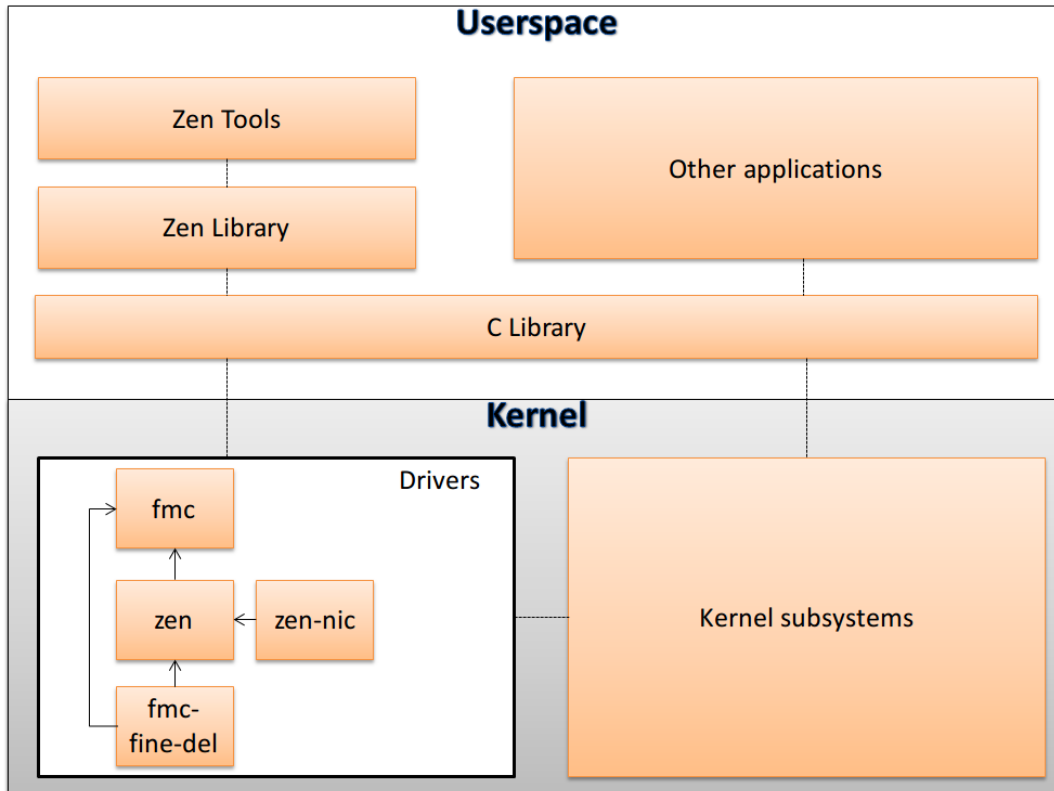 Userspace
Zen Tools
Other applications
Zen Library
C Library
Kernel
Drivers
fmc
zen
zen-nic
Kernel subsystems
fmc-
fine-del